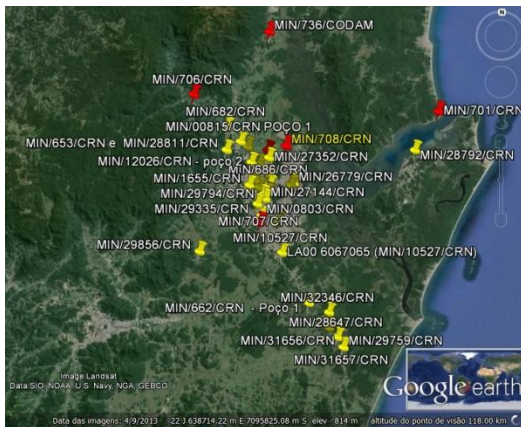 N
MIN/736/CODAM
MIN/706/CRN
MIN/701/CRN
MIN/682/CRN
MIN/00815/CRN POÇO 1
MIN/708/CRN
MIN/653/CRN e MIN/28811/CRN
MIN/28792/CRN
MIN/27352/CRN
MIN/12026/CRN - poço 2
MIN/686/CRN
MIN/1655/CRN
MIN/26779/CRN
MIN/29794/CRN
MIN/27144/CRN
MIN/29335/CRN
MIN/0803/CRN
MIN/707/CRN
MIN/10527/CRN
MIN/29856/CRN
LA00 6067065 (MIN/10527/CRN)
MIN/32346/CRN
MIN/662/CRN - Poço 1
MIN/28647/CRN
MIN/31656/CRN
MIN/29759/CRN
MIN/31657/CRN
Image Landsat
Data SIO, NOAA, U.S. Navy, NGA, GEBCO
Google earth
Data das imagens: 4/9/2013 22 J 638714.22 m E 7095825.08 m S elev 814 m altitude do ponto de visão 118.00 km